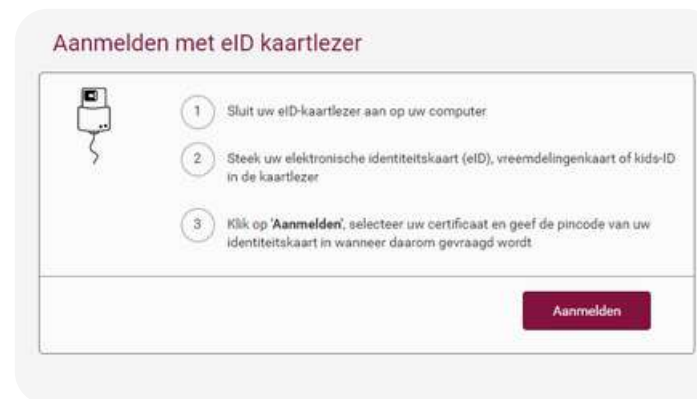 Aanmelden met eID kaartlezer
1 Sluit uw eID-kaartlezer aan op uw computer
2 Steek uw elektronische identiteitskaart (eID), vreemdelingenkaart of kids-ID
in de kaartlezer
3 Klik op 'Aanmelden', selecteer uw certificaat en geef de pincode van uw
identiteitskaart in wanneer daarom gevraagd wordt
Aanmelden